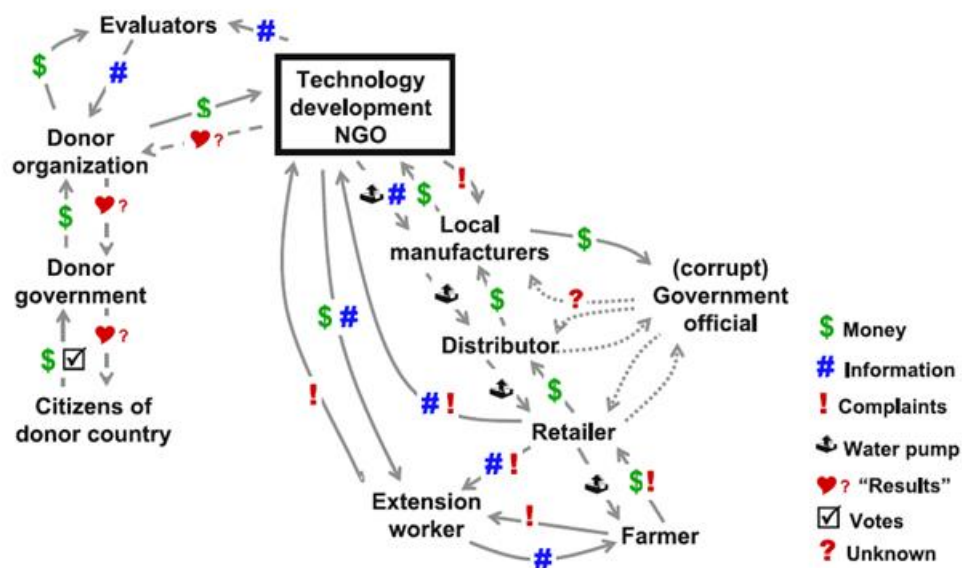 Evaluators
#
$
#
Technology
development
NGO
$
?
Donor
organization
$
?
!
#
$
Local
manufacturers
$
Donor
government
(corrupt)
Government
official
?
$
$ #
?
$
Distributor
$ Money
# Information
! Complaints
Water pump
? "Results"
Votes
? Unknown
Citizens of
donor country
!
# !
$
Retailer
# !
$ !
Extension
worker
!
#
Farmer